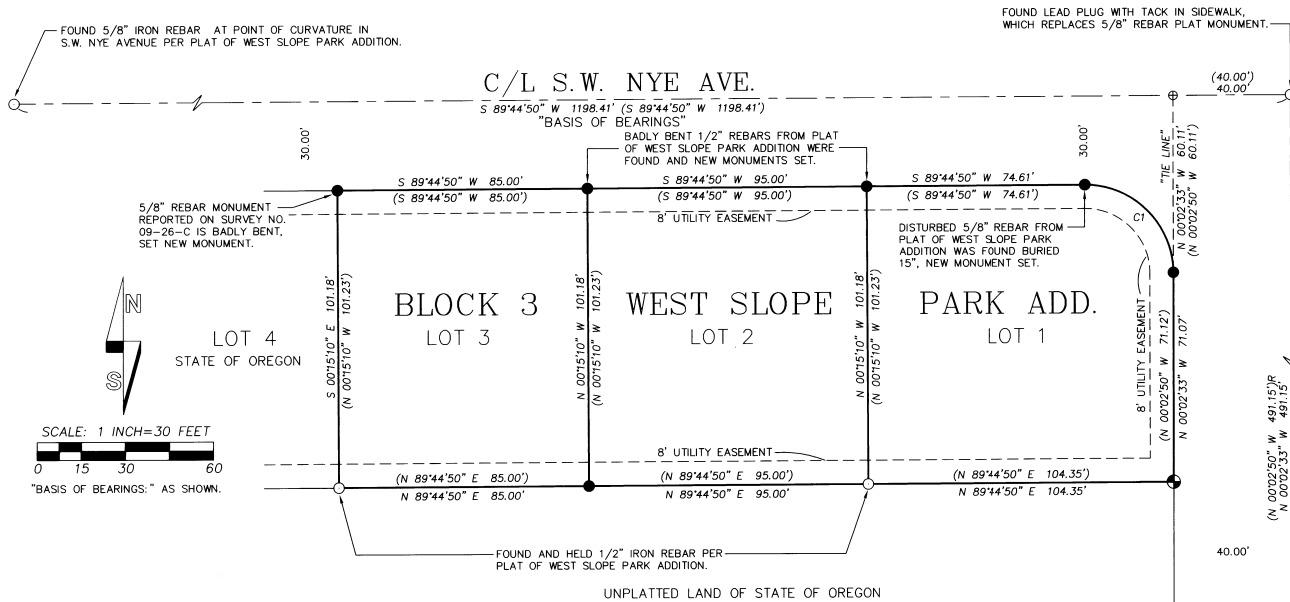 FOUND 5/8" IRON REBAR AT POINT OF CURVATURE IN
S.W. NYE AVENUE PER PLAT OF WEST SLOPE PARK ADDITION.
FOUND LEAD PLUG WITH TACK IN SIDEWALK,
WHICH REPLACES 5/8" REBAR PLAT MONUMENT.
C/L S.W. NYE AVE.
S 89°44'50" W 1198.41' (S 89°44'50" W 1198.41')
"BASIS OF BEARINGS"
(40.00')
40.00'
30.00'
BADLY BENT 1/2" REBARS FROM PLAT
OF WEST SLOPE PARK ADDITION WERE
FOUND AND NEW MONUMENTS SET.
30.00'
"TIE LINE"
N 00°02'33" W 60.11'
(N 00°02'50" W 60.11')
S 89°44'50" W 85.00'
(S 89°44'50" W 85.00')
S 89°44'50" W 95.00'
(S 89°44'50" W 95.00')
S 89°44'50" W 74.61'
(S 89°44'50" W 74.61')
5/8" REBAR MONUMENT
REPORTED ON SURVEY NO.
09-26-C IS BADLY BENT,
SET NEW MONUMENT.
8' UTILITY EASEMENT
C1
DISTURBED 5/8" REBAR FROM
PLAT OF WEST SLOPE PARK
ADDITION WAS FOUND BURIED
15", NEW MONUMENT SET.
N
S
LOT 4
STATE OF OREGON
S 00°15'10" E 101.18'
(N 00°15'10" W 101.23')
BLOCK 3
LOT 3
N 00°15'10" W 101.18'
(N 00°15'10" W 101.23')
WEST SLOPE
LOT 2
N 00°15'10" W 101.18'
(N 00°15'10" W 101.23')
PARK ADD.
LOT 1
8' UTILITY EASEMENT
(N 00°02'50" W 71.12')
N 00°02'33" W 71.07'
(N 00°02'50" W 491.15')R
N 00°02'33" W 491.15'
SCALE: 1 INCH=30 FEET
0 15 30 60
"BASIS OF BEARINGS:" AS SHOWN.
8' UTILITY EASEMENT
(N 89°44'50" E 85.00')
N 89°44'50" E 85.00'
(N 89°44'50" E 95.00')
N 89°44'50" E 95.00'
(N 89°44'50" E 104.35')
N 89°44'50" E 104.35'
FOUND AND HELD 1/2" IRON REBAR PER
PLAT OF WEST SLOPE PARK ADDITION.
40.00'
UNPLATTED LAND OF STATE OF OREGON